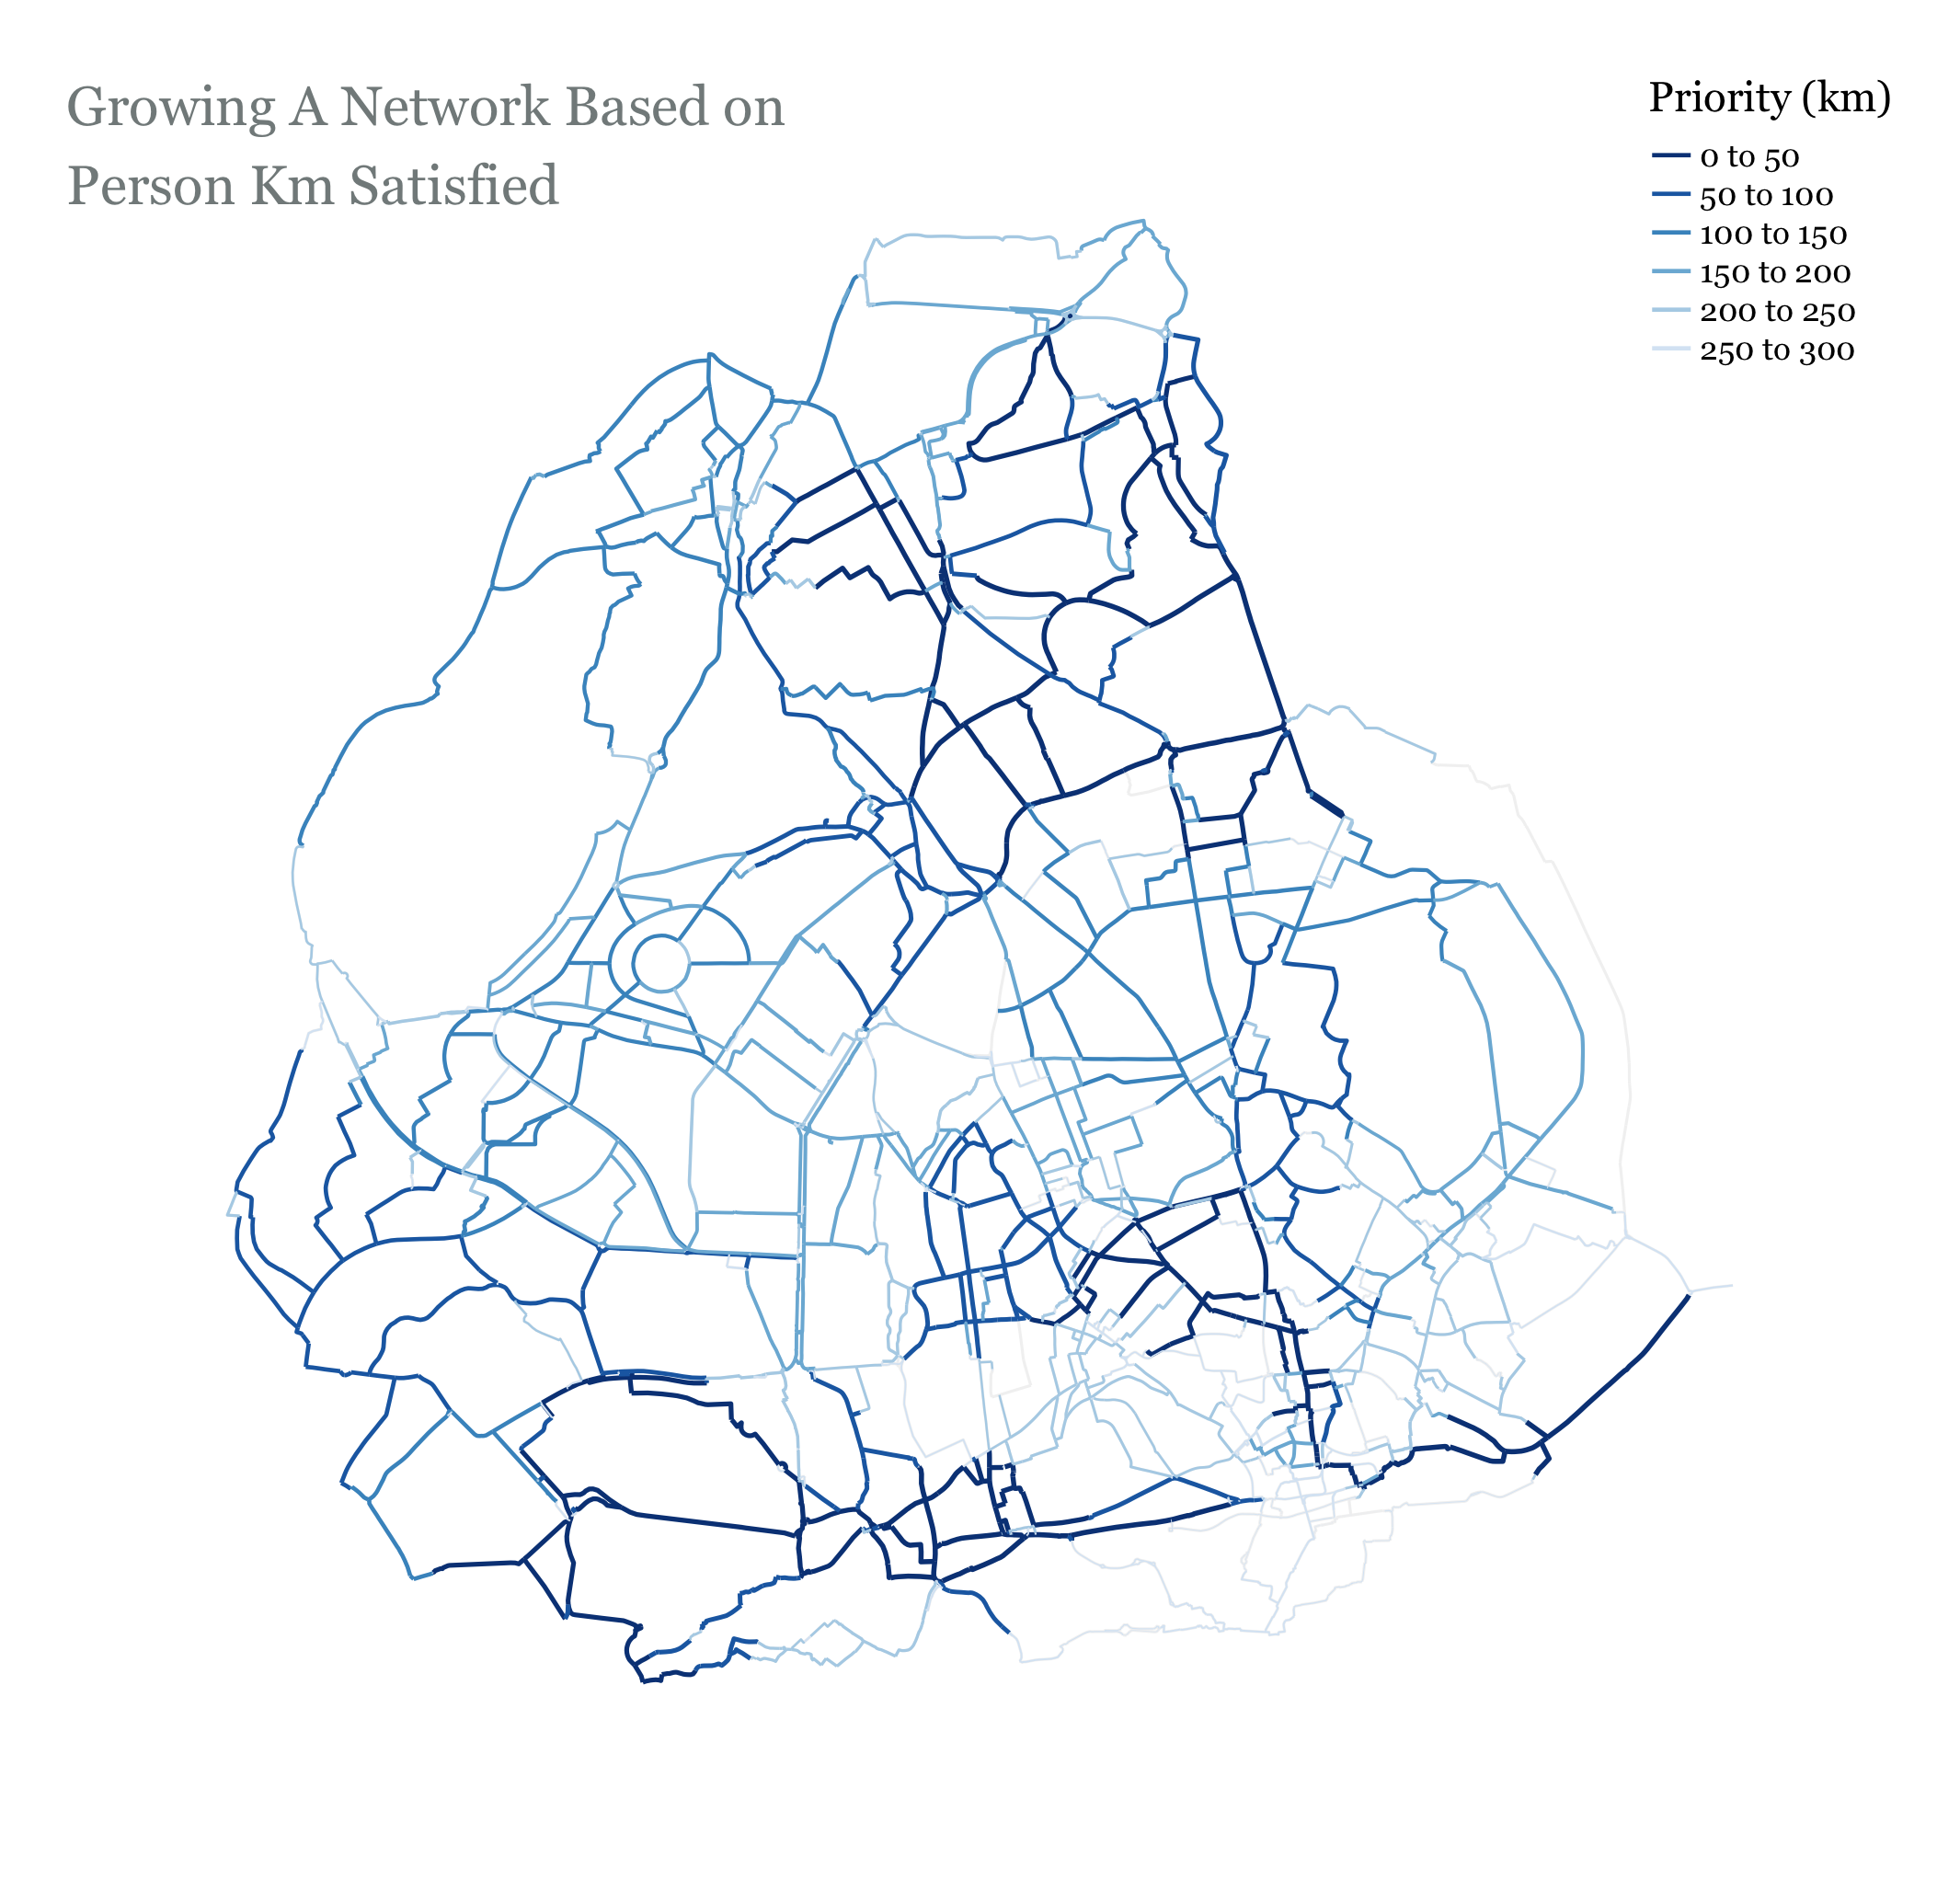 Growing A Network Based on
Person Km Satisfied
Priority (km)
0 to 50
50 to 100
100 to 150
150 to 200
200 to 250
250 to 300